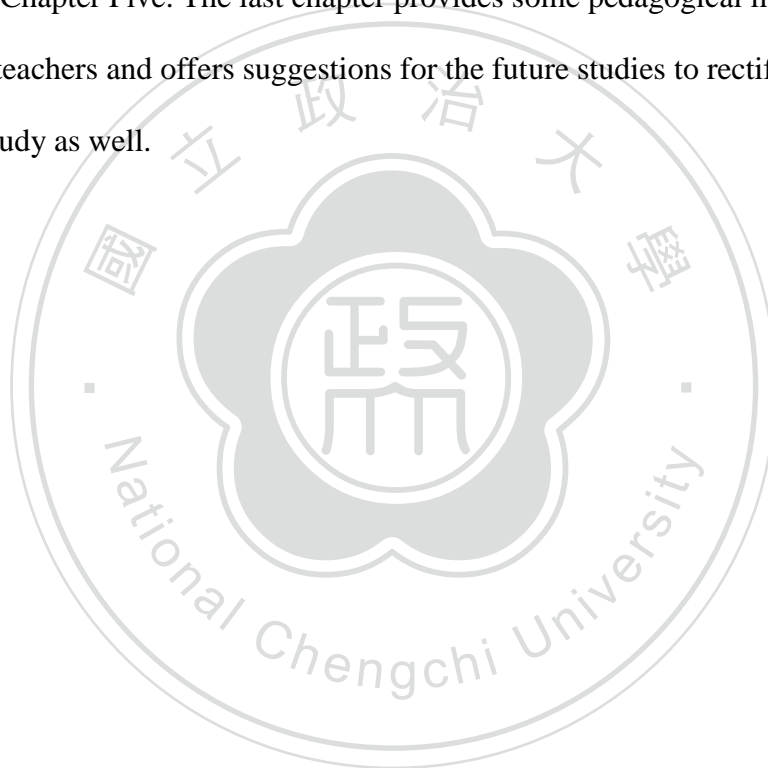 Chapter Five. The last chapter provides some pedagogical
teachers and offers suggestions for the future studies to
udy as well.
國立政治大學
National Chengchi University